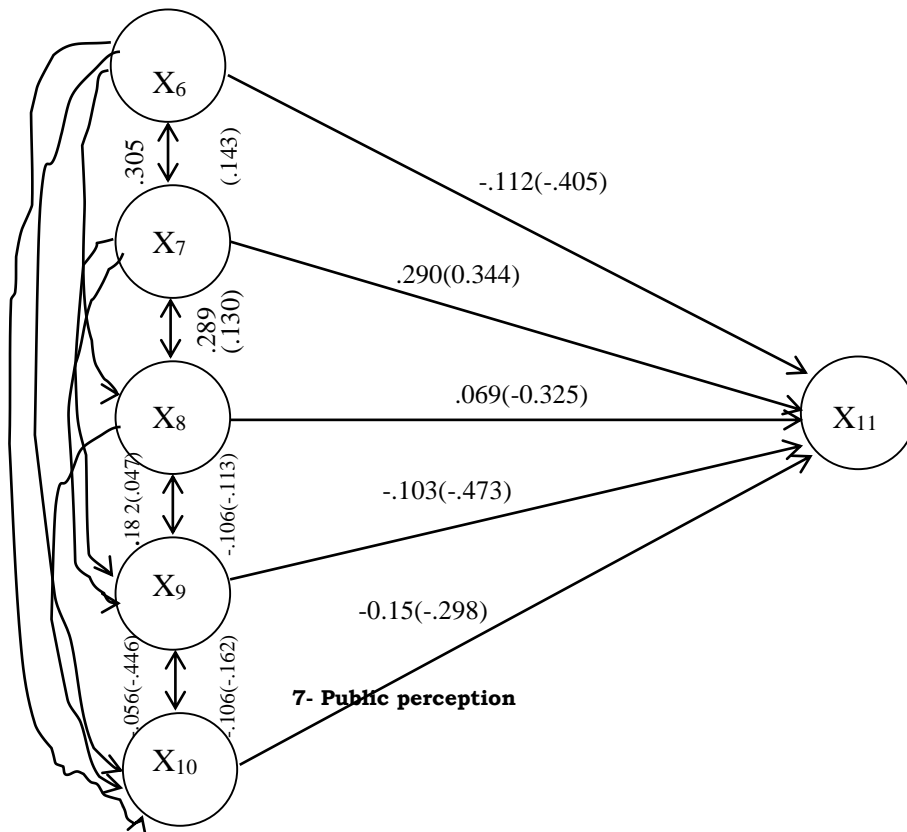 X6
.305
(.143)
-.112(-.405)
X7
.290(0.344)
.289
(.130)
X8
.069(-0.325)
X11
.18 2(.047)
-.106(-.113)
-.103(-.473)
X9
-0.15(-.298)
-.056(-.446)
-.106(-.162)
7- Public perception
X10